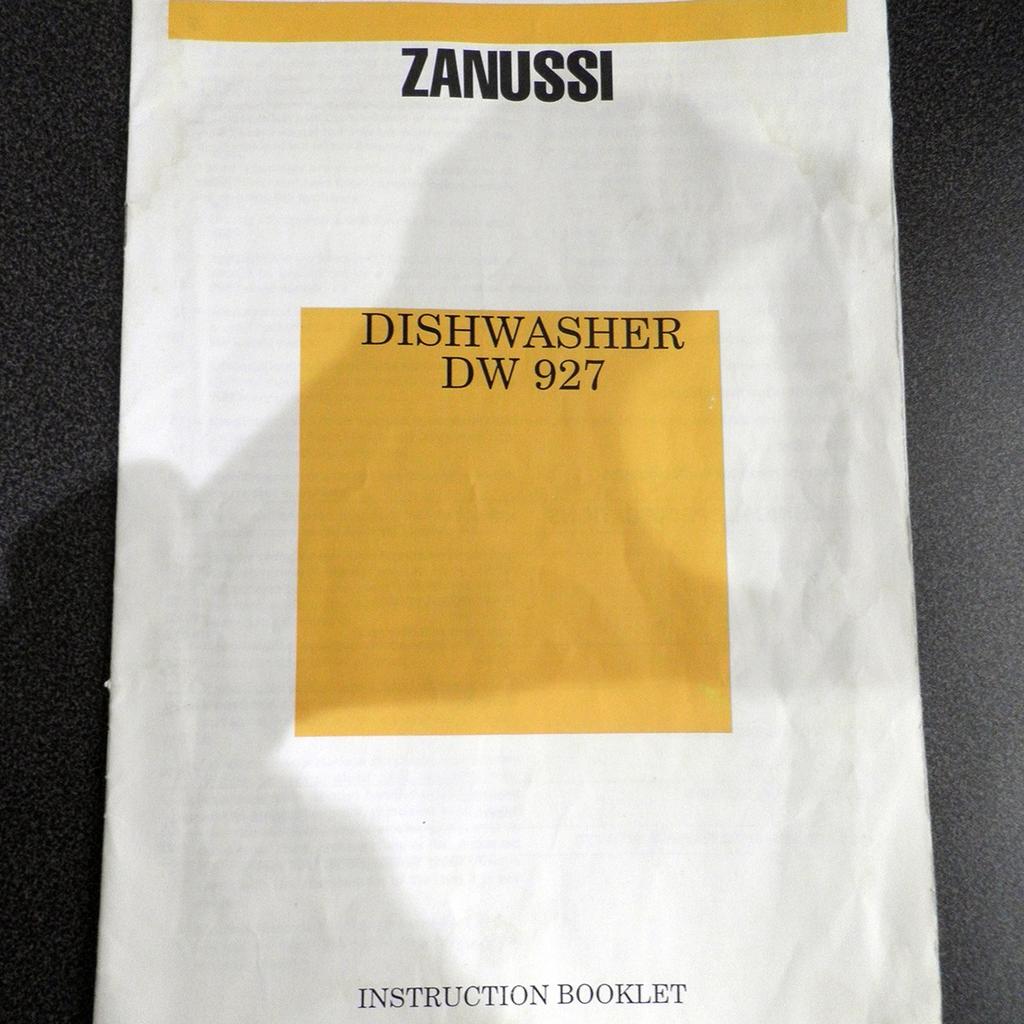 ZANUSSI
DISHWASHER
DW 927
INSTRUCTION BOOKLET